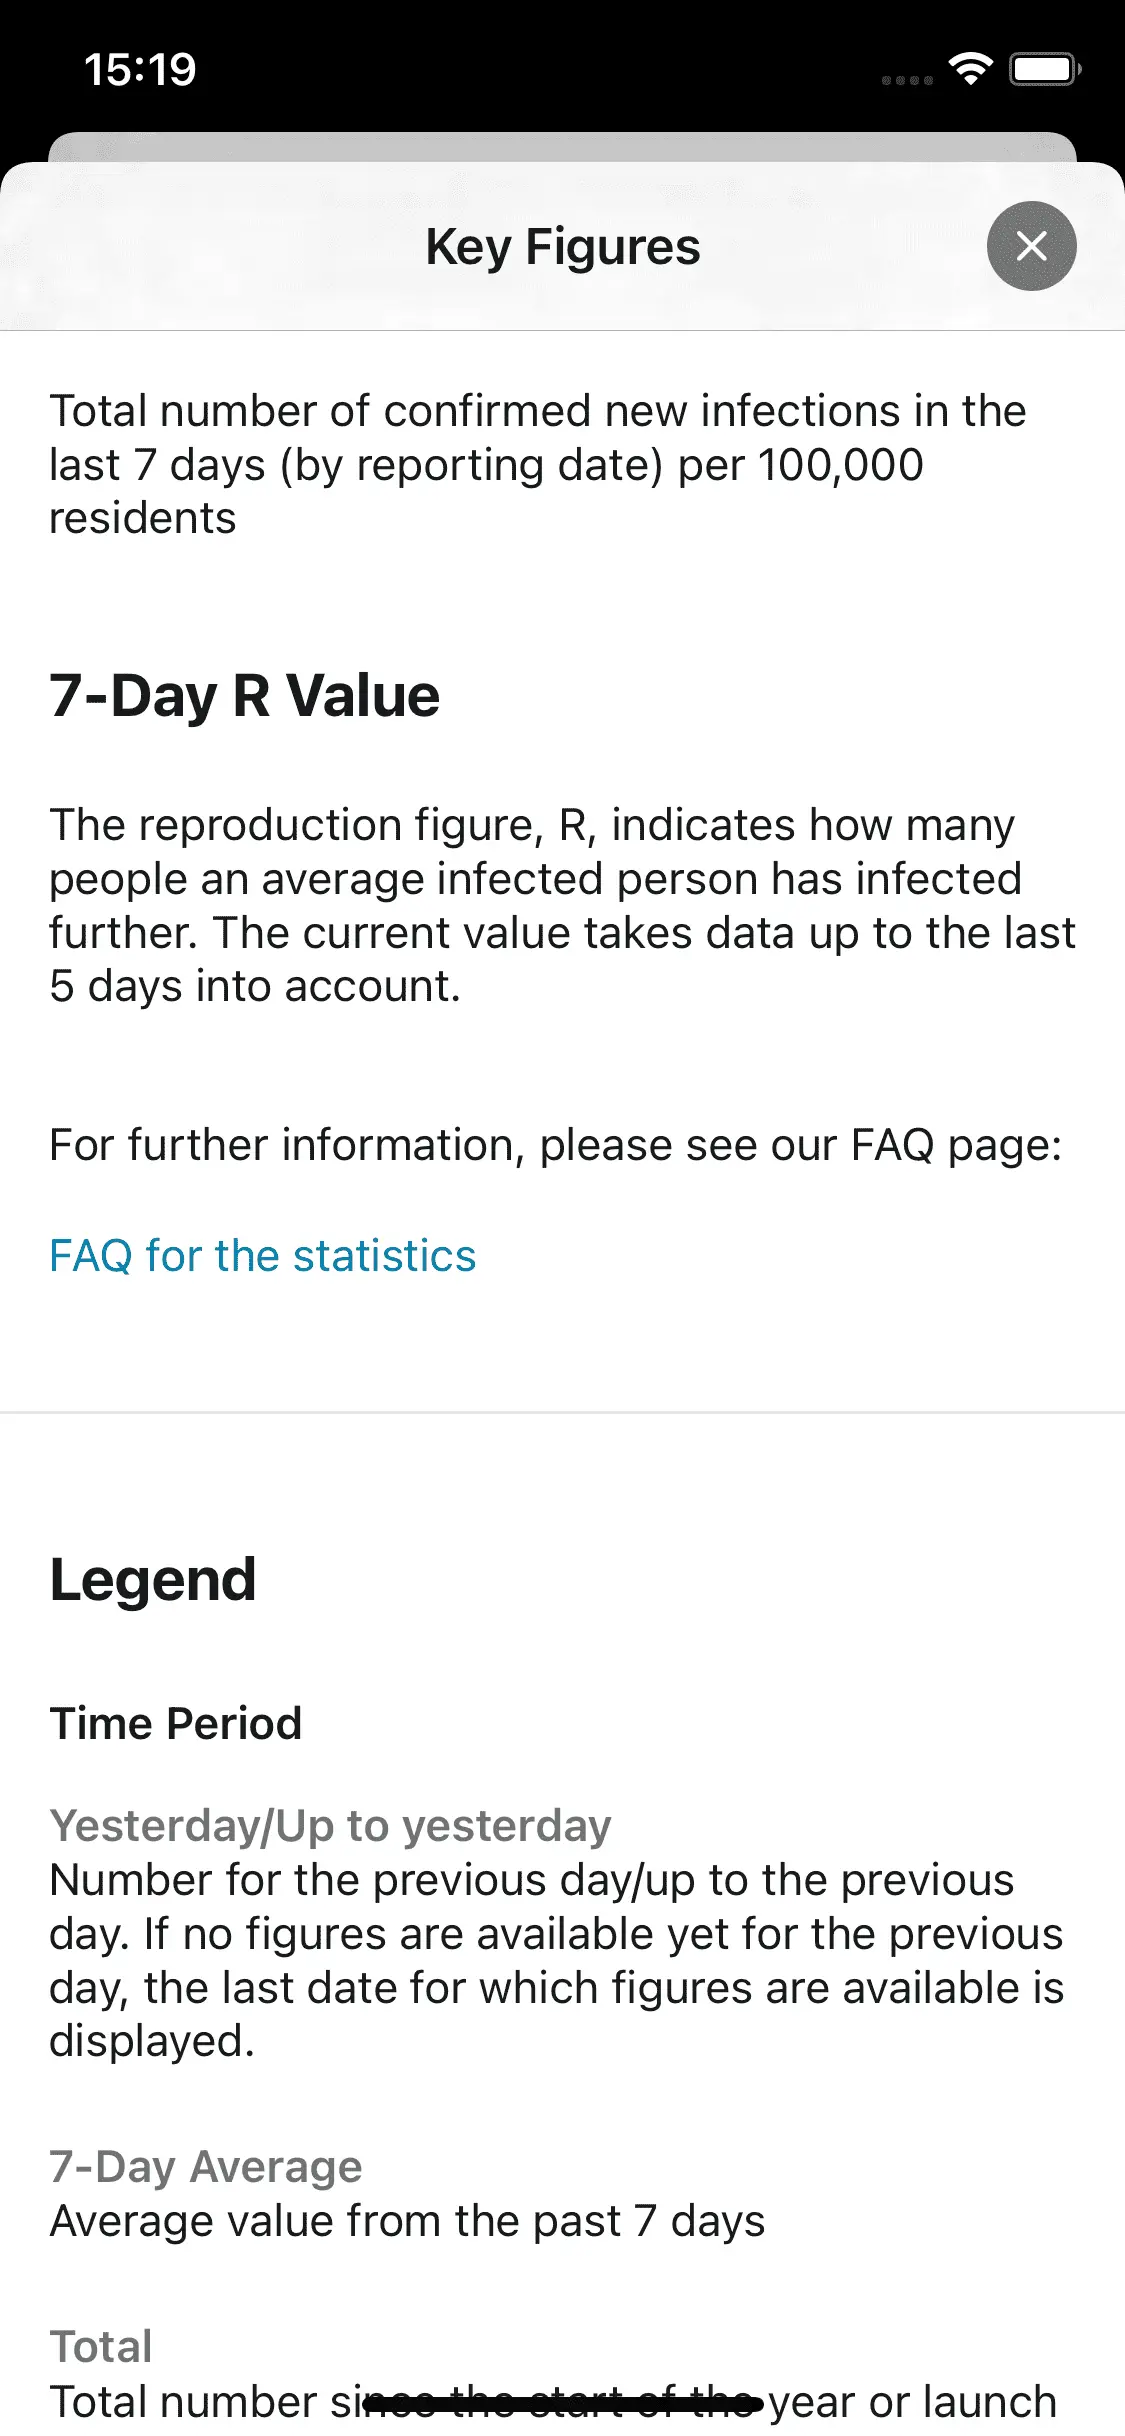 15:19
Key Figures
Total number of confirmed new infections in the
last 7 days (by reporting date) per 100,000
residents
7-Day R Value
The reproduction figure, R, indicates how many
people an average infected person has infected
further. The current value takes data up to the last
5 days into account.
For further information, please see our FAQ page:
FAQ for the statistics
Legend
Time Period
Yesterday/Up to yesterday
Number for the previous day/up to the previous
day. If no figures are available yet for the previous
day, the last date for which figures are available is
displayed.
7-Day Average
Average value from the past 7 days
Total
Total number since the start of the year or launch